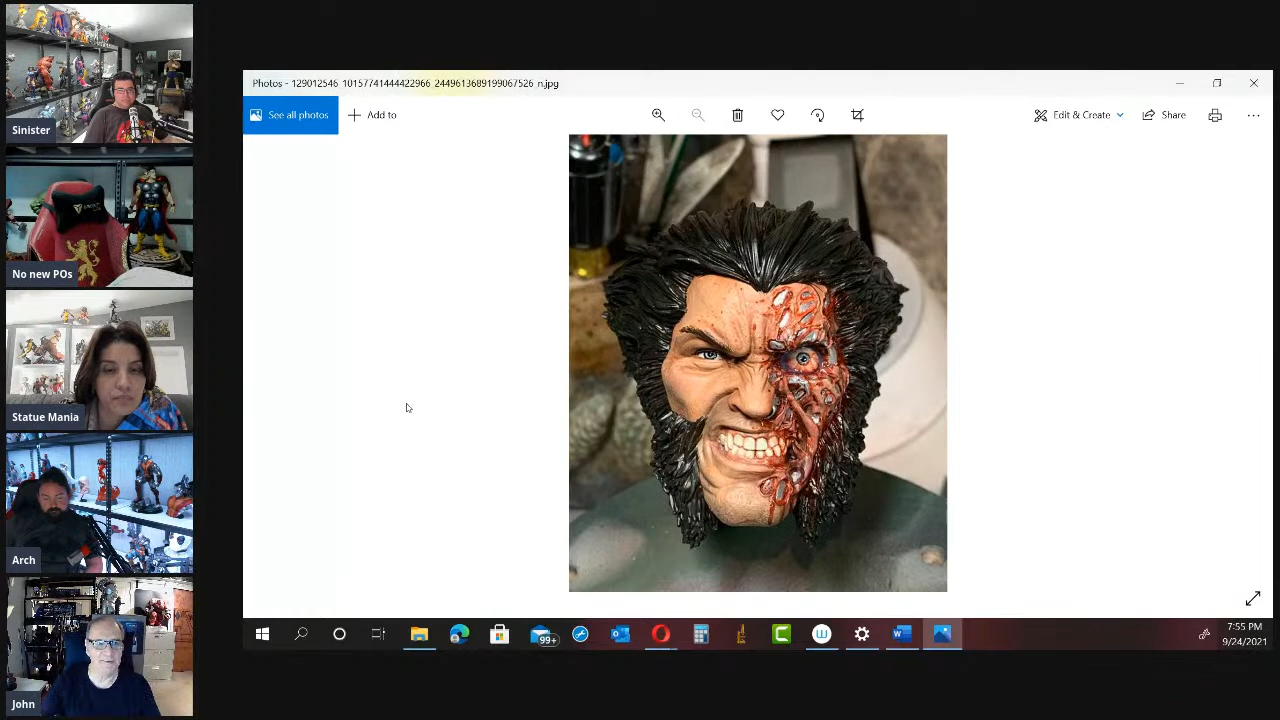 Sinister
No new POs
Statue Mania
Arch
John
Photos - 129012546_10157741444422966_2449613689199067526_n.jpg
See all photos
Add to
Edit & Create
Share
99+
7:55 PM
9/24/2021